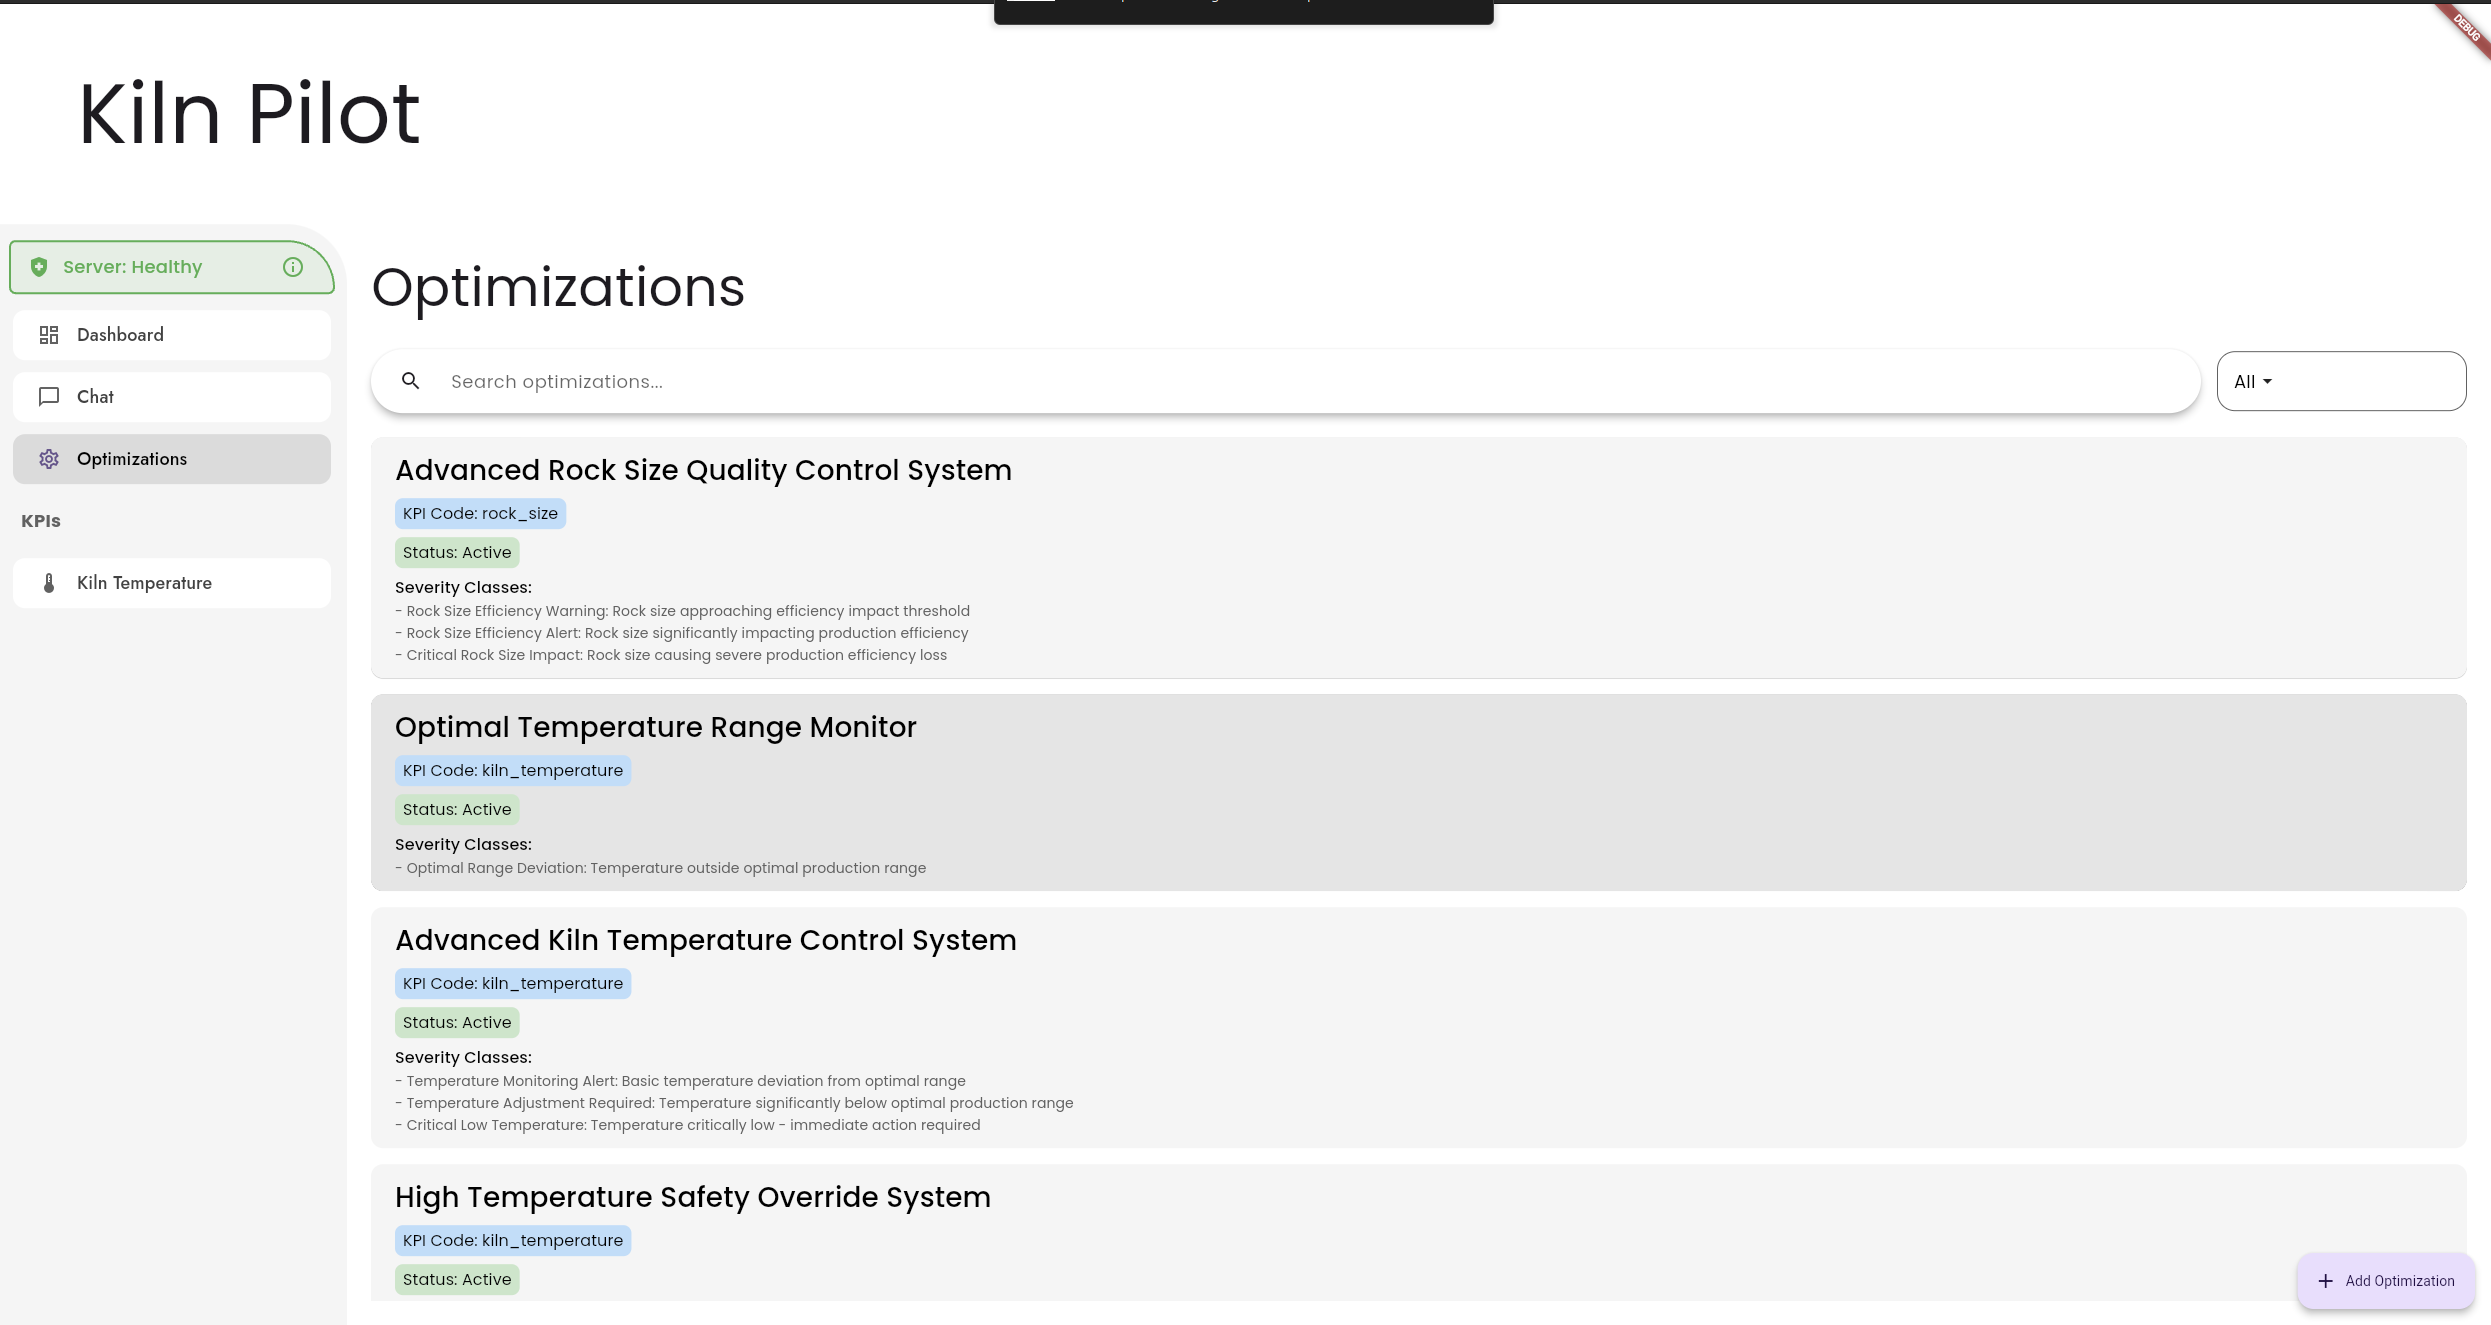 DEBUG
Kiln Pilot
Server: Healthy
Dashboard
Chat
Optimizations
KPIs
Kiln Temperature
Optimizations
Search optimizations...
All
Advanced Rock Size Quality Control System
KPI Code: rock_size
Status: Active
Severity Classes:
- Rock Size Efficiency Warning: Rock size approaching efficiency impact threshold
- Rock Size Efficiency Alert: Rock size significantly impacting production efficiency
- Critical Rock Size Impact: Rock size causing severe production efficiency loss
Optimal Temperature Range Monitor
KPI Code: kiln_temperature
Status: Active
Severity Classes:
- Optimal Range Deviation: Temperature outside optimal production range
Advanced Kiln Temperature Control System
KPI Code: kiln_temperature
Status: Active
Severity Classes:
- Temperature Monitoring Alert: Basic temperature deviation from optimal range
- Temperature Adjustment Required: Temperature significantly below optimal production range
- Critical Low Temperature: Temperature critically low - immediate action required
High Temperature Safety Override System
KPI Code: kiln_temperature
Status: Active
Add Optimization